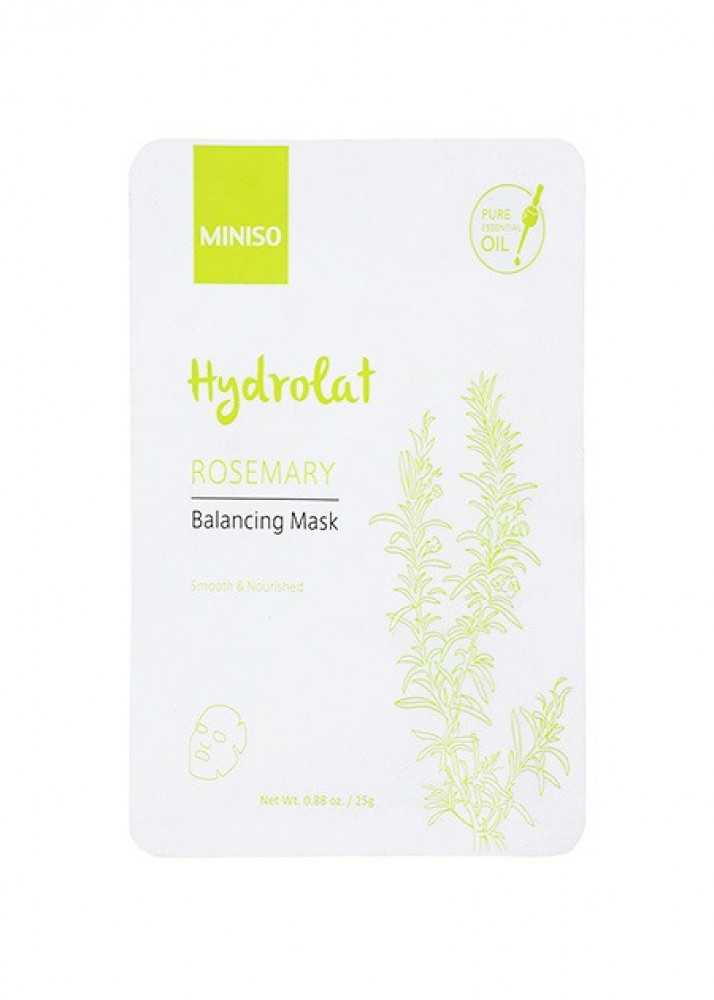 MINISO
PURE
ESSENTIAL
OIL
Hydrolat
ROSEMARY
Balancing Mask
Smooth & Nourished
Net Wt. 0.88 oz. / 25g